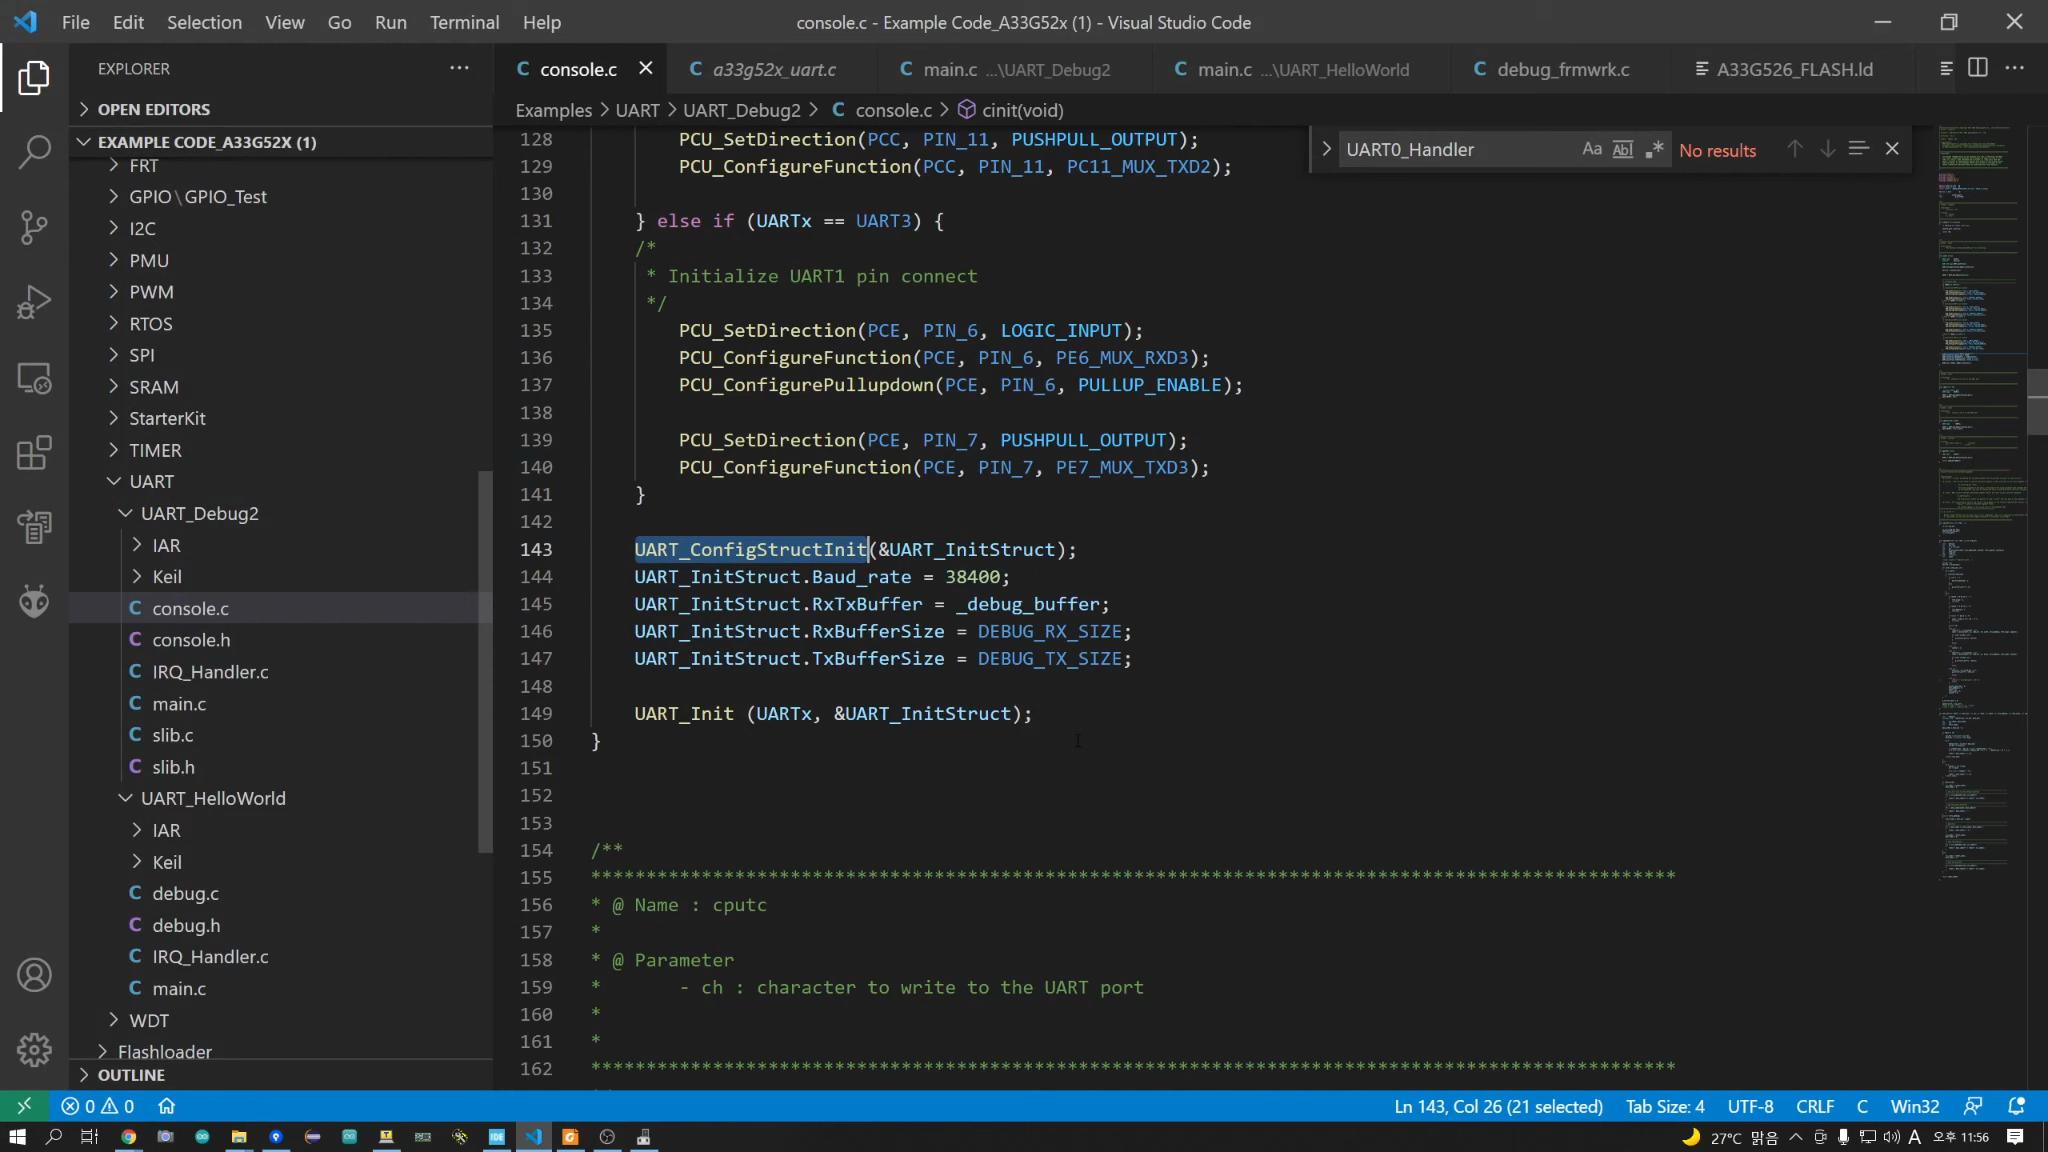 File Edit Selection View Go Run Terminal Help console.c - Example Code_A33G52x (1) - Visual Studio Code
EXPLORER
OPEN EDITORS
EXAMPLE CODE_A33G52X (1)
FRT
GPIO\GPIO_Test
I2C
PMU
PWM
RTOS
SPI
SRAM
StarterKit
TIMER
UART
UART_Debug2
IAR
Keil
C console.c
C console.h
C IRQ_Handler.c
C main.c
C slib.c
C slib.h
UART_HelloWorld
IAR
Keil
C debug.c
C debug.h
C IRQ_Handler.c
C main.c
WDT
Flashloader
OUTLINE
C console.c C a33g52x_uart.c C main.c ...\UART_Debug2 C main.c ...\UART_HelloWorld C debug_frmwrk.c A33G526_FLASH.ld
Examples > UART > UART_Debug2 > C console.c > cinit(void)
UART0_Handler Aa Abl .* No results
128 PCU_SetDirection(PCC, PIN_11, PUSHPULL_OUTPUT);
129 PCU_ConfigureFunction(PCC, PIN_11, PC11_MUX_TXD2);
130
131 } else if (UARTx == UART3) {
132 /*
133 * Initialize UART1 pin connect
134 */
135 PCU_SetDirection(PCE, PIN_6, LOGIC_INPUT);
136 PCU_ConfigureFunction(PCE, PIN_6, PE6_MUX_RXD3);
137 PCU_ConfigurePullupdown(PCE, PIN_6, PULLUP_ENABLE);
138
139 PCU_SetDirection(PCE, PIN_7, PUSHPULL_OUTPUT);
140 PCU_ConfigureFunction(PCE, PIN_7, PE7_MUX_TXD3);
141 }
142
143 UART_ConfigStructInit(&UART_InitStruct);
144 UART_InitStruct.Baud_rate = 38400;
145 UART_InitStruct.RxTxBuffer = _debug_buffer;
146 UART_InitStruct.RxBufferSize = DEBUG_RX_SIZE;
147 UART_InitStruct.TxBufferSize = DEBUG_TX_SIZE;
148
149 UART_Init (UARTx, &UART_InitStruct);
150 }
151
152
153
154 /**
155 **************************************************************************************************
156 * @ Name : cputc
157 *
158 * @ Parameter
159 * - ch : character to write to the UART port
160 *
161 *
162 **************************************************************************************************
0 0 Ln 143, Col 26 (21 selected) Tab Size: 4 UTF-8 CRLF C Win32
IDE 27°C 맑음 A 오후 11:56